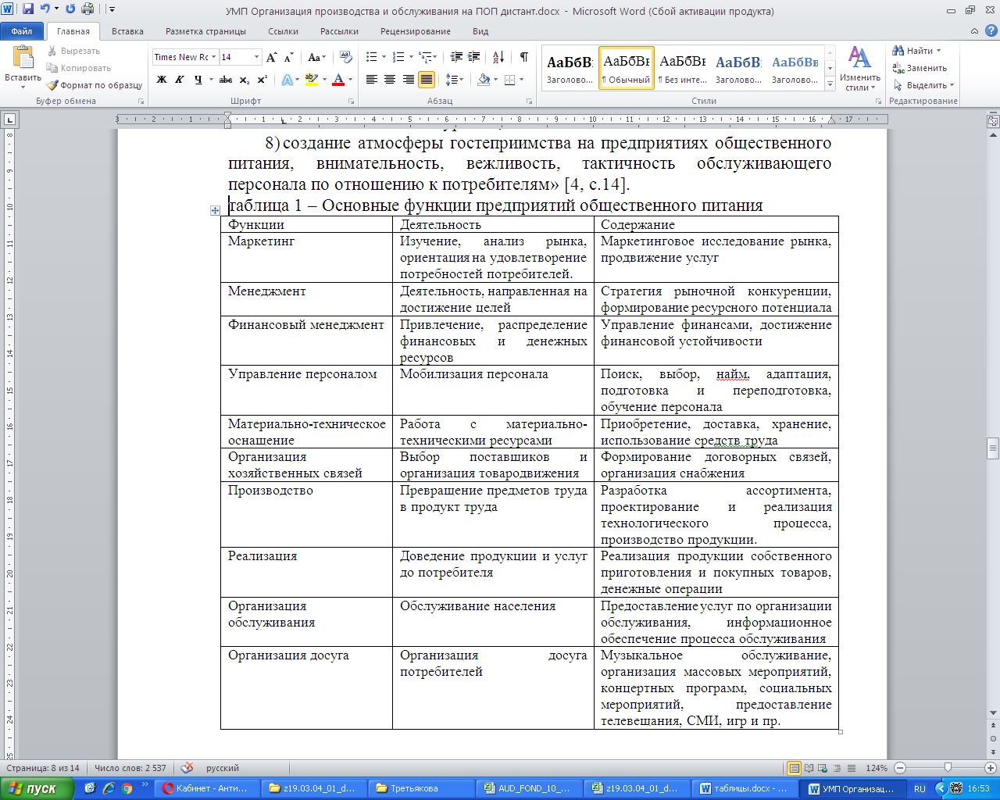 УМП Организация производства и обслуживания на ПОП дистант.docx - Microsoft Word (Сбой активации продукта)
Файл Главная Вставка Разметка страницы Ссылки Рассылки Рецензирование Вид
Вставить
Вырезать
Копировать
Формат по образцу
Буфер обмена
Times New Rc 14
Шрифт
Абзац
АаБбВ: АаБбВв АаБбВв АаБбВ: АаБбВв
Заголово... ¶ Обычный ¶ Без инте... Заголово... Заголово...
Стили
Изменить стили
Найти
Заменить
Выделить
Редактирование
8) создание атмосферы гостеприимства на предприятиях общественного
питания, внимательность, вежливость, тактичность обслуживающего
персонала по отношению к потребителям» [4, с.14].
таблица 1 – Основные функции предприятий общественного питания
Функции Деятельность Содержание
Маркетинг
Изучение, анализ рынка,
ориентация на удовлетворение
потребностей потребителей.
Маркетинговое исследование рынка,
продвижение услуг
Менеджмент
Деятельность, направленная на
достижение целей
Стратегия рыночной конкуренции,
формирование ресурсного потенциала
Финансовый менеджмент
Привлечение, распределение
финансовых и денежных
ресурсов
Управление финансами, достижение
финансовой устойчивости
Управление персоналом
Мобилизация персонала
Поиск, выбор, найм, адаптация,
подготовка и переподготовка,
обучение персонала
Материально-техническое
оснащение
Работа с материально-
техническими ресурсами
Приобретение, доставка, хранение,
использование средств труда
Организация
хозяйственных связей
Выбор поставщиков и
организация товародвижения
Формирование договорных связей,
организация снабжения
Производство
Превращение предметов труда
в продукт труда
Разработка ассортимента,
проектирование и реализация
технологического процесса,
производство продукции.
Реализация
Доведение продукции и услуг
до потребителя
Реализация продукции собственного
приготовления и покупных товаров,
денежные операции
Организация
обслуживания
Обслуживание населения
Предоставление услуг по организации
обслуживания, информационное
обеспечение процесса обслуживания
Организация досуга
Организация досуга
потребителей
Музыкальное обслуживание,
организация массовых мероприятий,
концертных программ, социальных
мероприятий, предоставление
телевещания, СМИ, игр и пр.
Страница: 8 из 14 Число слов: 2 537 русский 124%
пуск Кабинет - Анти... z19.03.04_01_d... Третьякова AUD_FOND_10_... z19.03.04_01_d... таблицы.docx - ... УМП Организац... RU 16:53